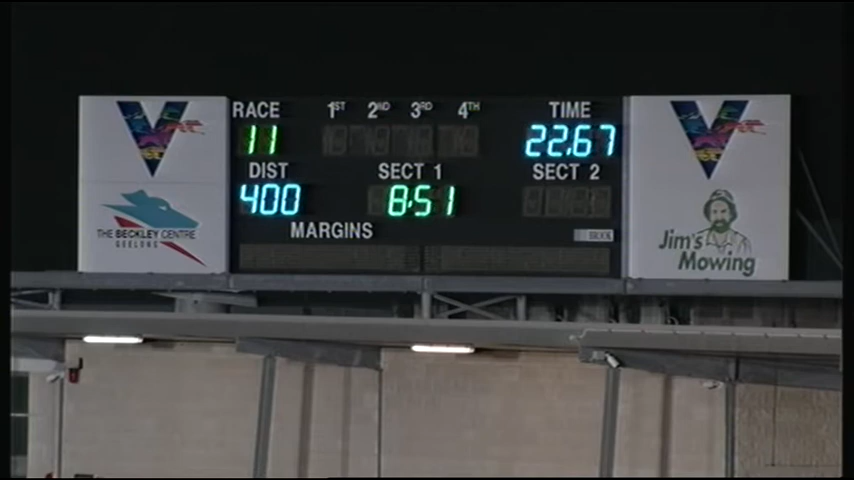 RACE 1ST 2ND 3RD 4TH TIME
11 22.67
DIST SECT 1 SECT 2
400 8.51
MARGINS
V
THE BECKLEY CENTRE
GEELONG
V
Jim's
Mowing